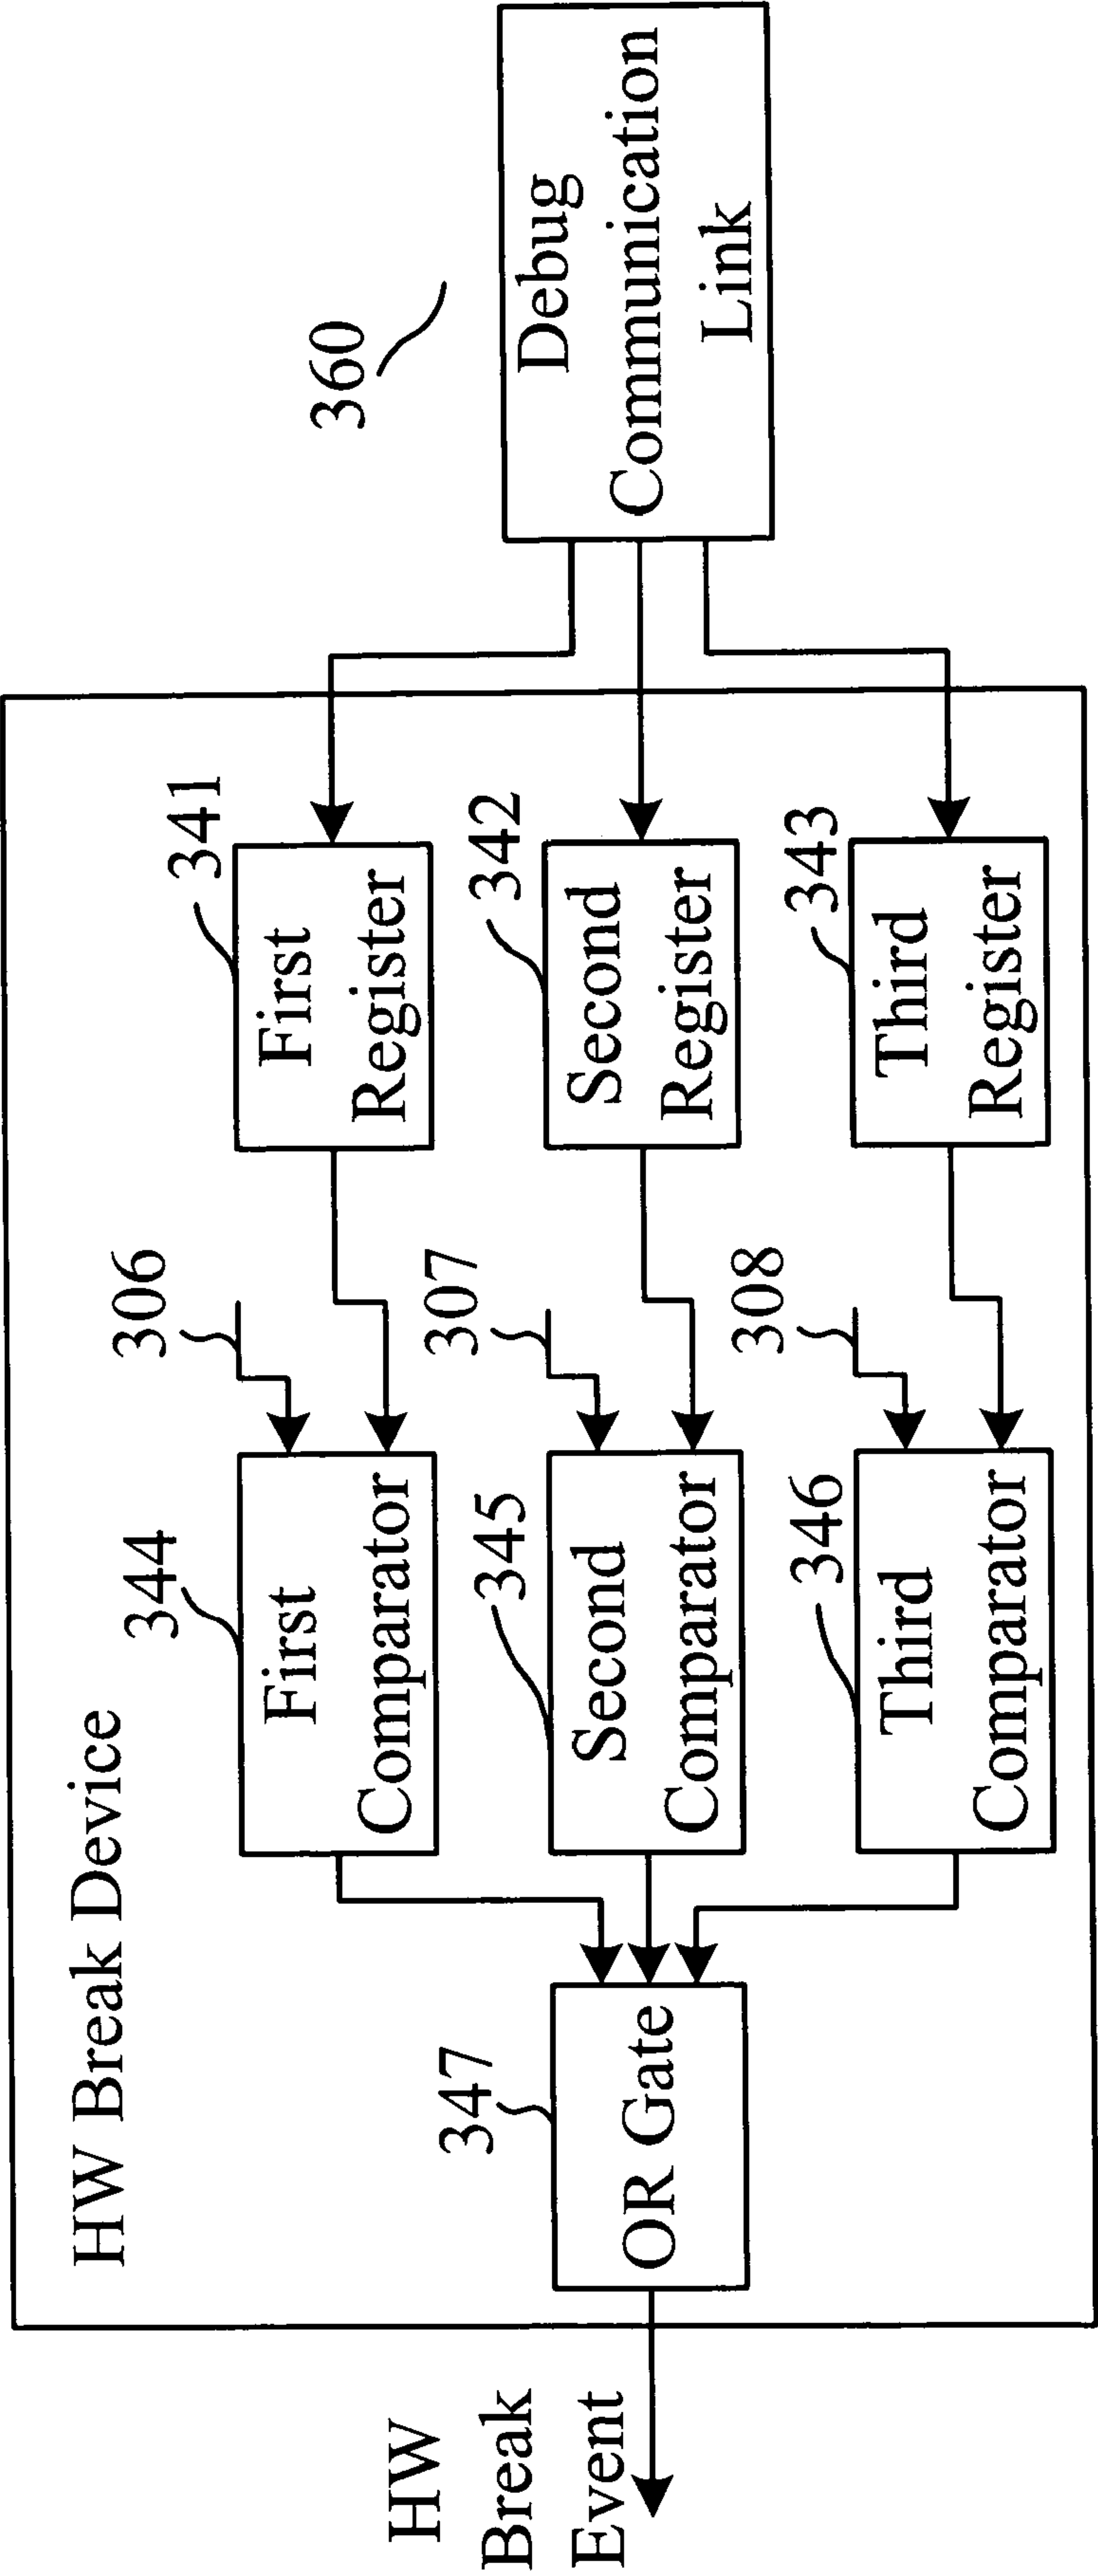 HW Break Device
HW
Break
Event
347
OR Gate
344
First
Comparator
345
Second
Comparator
346
Third
Comparator
306
307
308
341
First
Register
342
Second
Register
343
Third
Register
360
Debug
Communication
Link